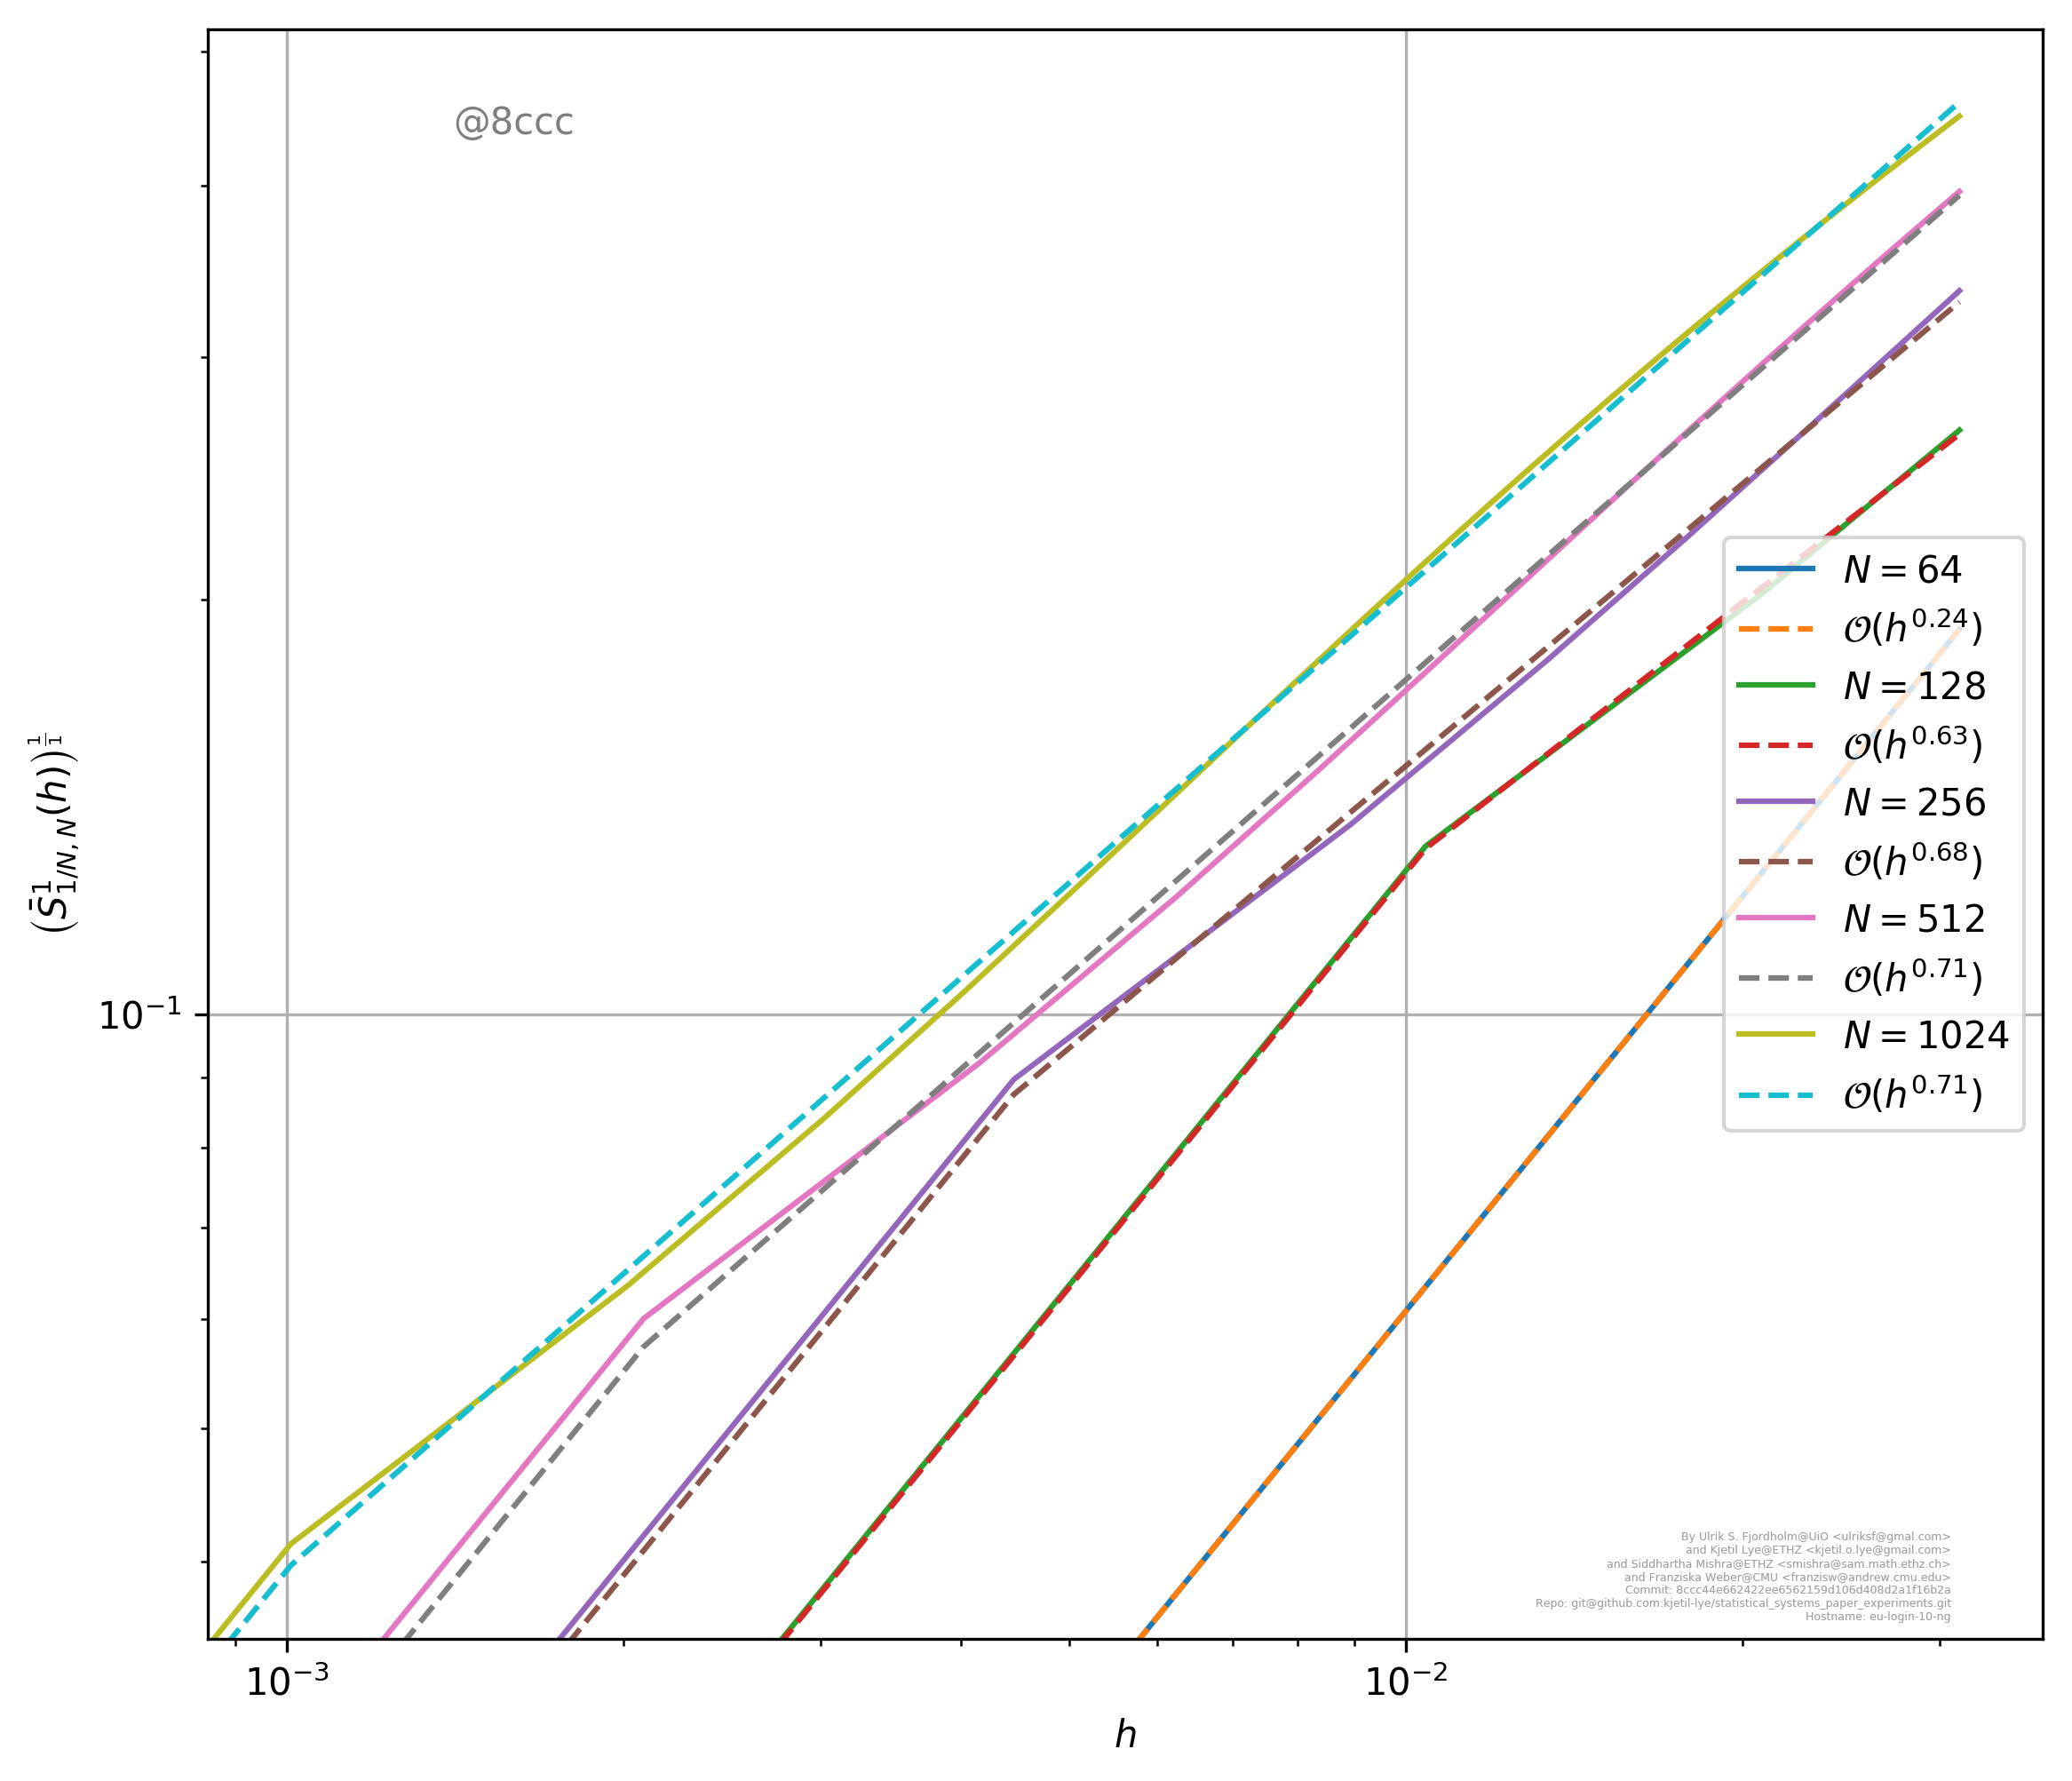 @8ccc
N = 64
𝒪(h^0.24)
N = 128
𝒪(h^0.63)
N = 256
𝒪(h^0.68)
N = 512
𝒪(h^0.71)
N = 1024
𝒪(h^0.71)
(S̄^1_{1/N, N}(h))^{1/1}
10^−1
By Ulrik S. Fjordholm@UiO <ulriksf@gmal.com>
and Kjetil Lye@ETHZ <kjetil.o.lye@gmail.com>
and Siddhartha Mishra@ETHZ <smishra@sam.math.ethz.ch>
and Franziska Weber@CMU <franzisw@andrew.cmu.edu>
Commit: 8ccc44e662422ee6562159d106d408d2a1f16b2a
Repo: git@github.com:kjetil-lye/statistical_systems_paper_experiments.git
Hostname: eu-login-10-ng
10^−3 10^−2
h